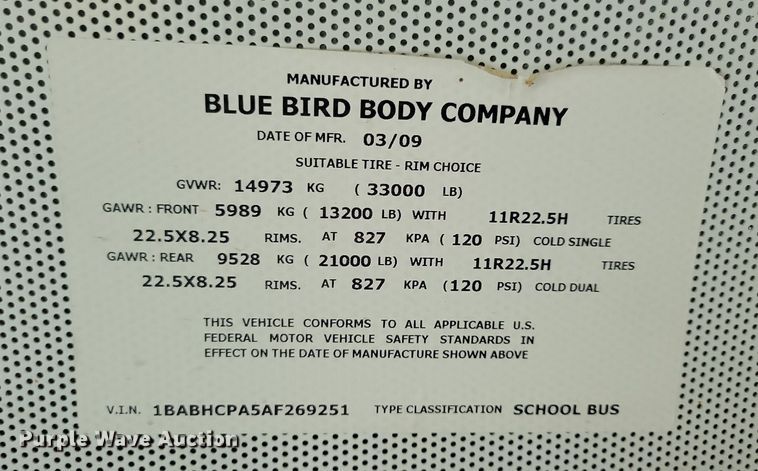 MANUFACTURED BY
BLUE BIRD BODY COMPANY
DATE OF MFR. 03/09
SUITABLE TIRE - RIM CHOICE
GVWR: 14973 KG ( 33000 LB)
GAWR : FRONT 5989 KG ( 13200 LB) WITH 11R22.5H TIRES
22.5X8.25 RIMS. AT 827 KPA ( 120 PSI) COLD SINGLE
GAWR : REAR 9528 KG ( 21000 LB) WITH 11R22.5H TIRES
22.5X8.25 RIMS. AT 827 KPA (120 PSI) COLD DUAL
THIS VEHICLE CONFORMS TO ALL APPLICABLE U.S.
FEDERAL MOTOR VEHICLE SAFETY STANDARDS IN
EFFECT ON THE DATE OF MANUFACTURE SHOWN ABOVE
V.I.N. 1BABHCPA5AF269251 TYPE CLASSIFICATION SCHOOL BUS
Purple Wave Auction